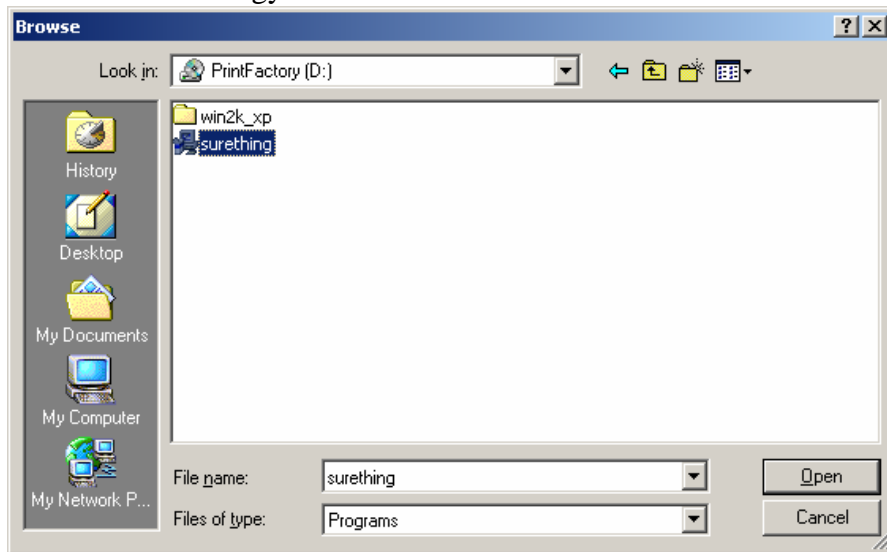 Browse
Look in: PrintFactory (D:)
win2k_xp
surething
History
Desktop
My Documents
My Computer
My Network P...
File name: surething Open
Files of type: Programs Cancel